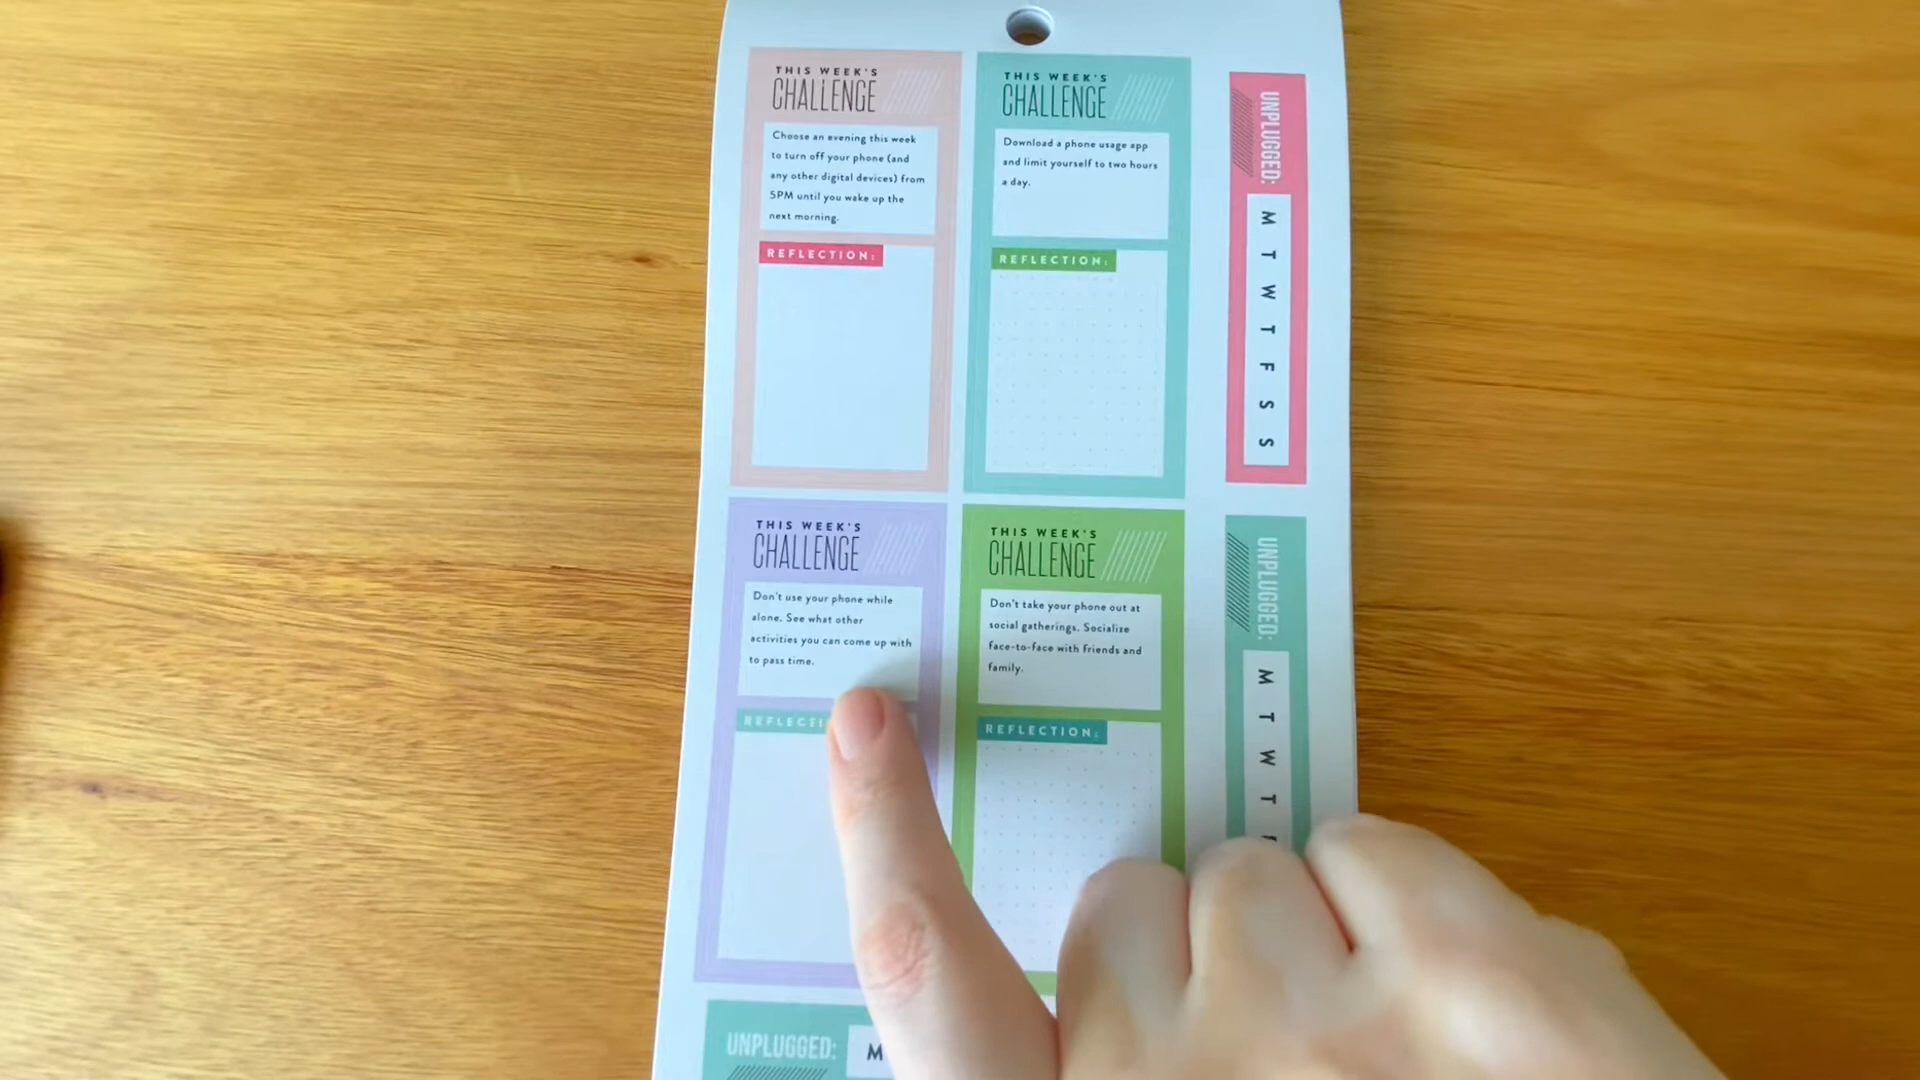 THIS WEEK'S
CHALLENGE
Choose an evening this week
to turn off your phone (and
any other digital devices) from
5PM until you wake up the
next morning.
REFLECTION:
THIS WEEK'S
CHALLENGE
Download a phone usage app
and limit yourself to two hours
a day.
REFLECTION:
UNPLUGGED:
M
T
W
T
F
S
S
THIS WEEK'S
CHALLENGE
Don't use your phone while
alone. See what other
activities you can come up with
to pass time.
THIS WEEK'S
CHALLENGE
Don't take your phone out at
social gatherings. Socialize
face-to-face with friends and
family.
REFLECTION:
UNPLUGGED:
M
T
W
T
UNPLUGGED: M